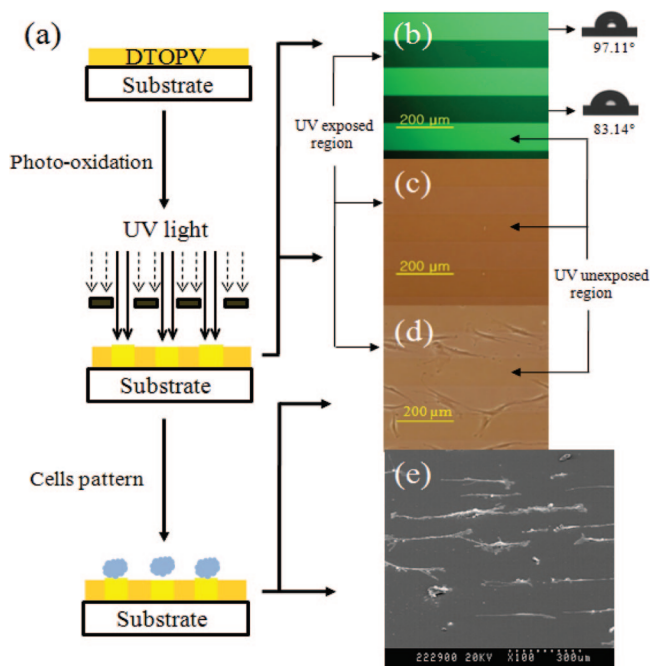 (a)
DTOPV
Substrate
Photo-oxidation
UV light
Substrate
Cells pattern
Substrate
UV exposed
region
(b)
200 μm
97.11°
83.14°
(c)
200 μm
UV unexposed
region
(d)
200 μm
(e)
222900 20KV X100 300um